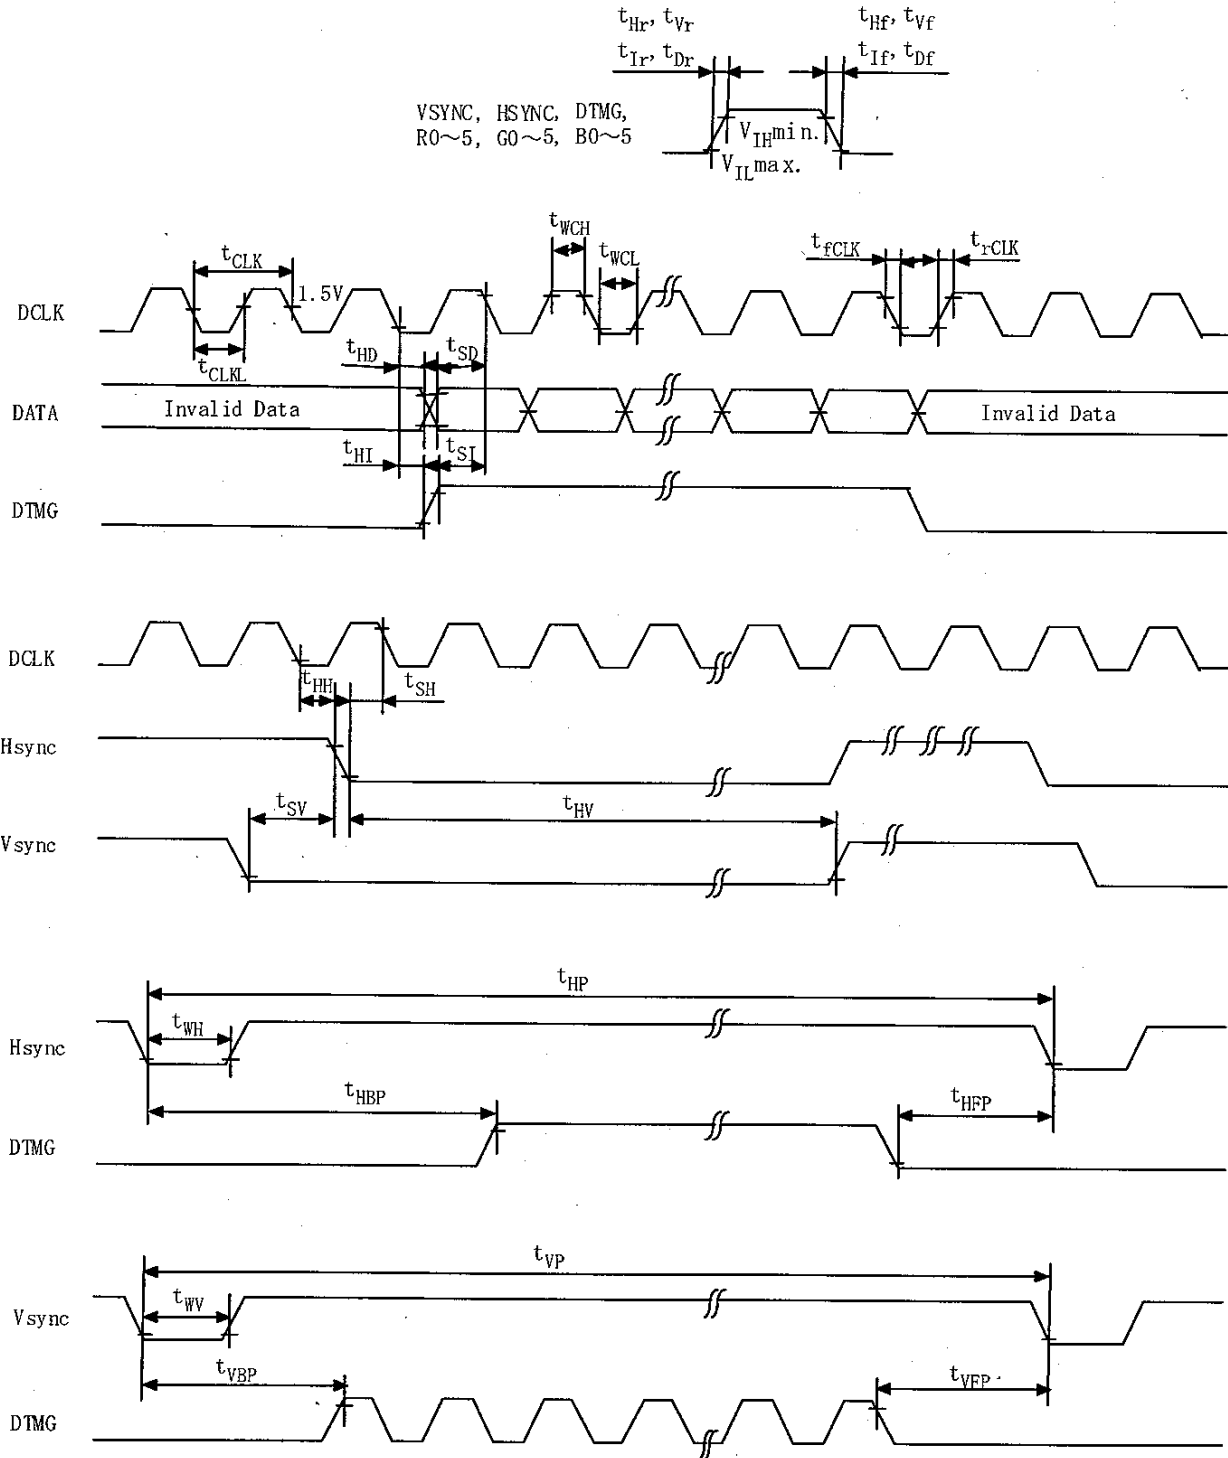 tHr, tVr
tHf, tVf
tIr, tDr
tIf, tDf
VSYNC, HSYNC, DTMG,
R0~5, G0~5, B0~5
VIHmin.
VILmax.
tCLK
tWCH
tWCL
tfCLK
trCLK
1.5V
DCLK
tCLKL
tHD
tSD
DATA
Invalid Data
Invalid Data
tHI
tSI
DTMG
DCLK
tHH
tSH
Hsync
tSV
tHV
Vsync
tHP
tWH
Hsync
tHBP
tHFP
DTMG
tVP
tWV
Vsync
tVBP
tVFP
DTMG